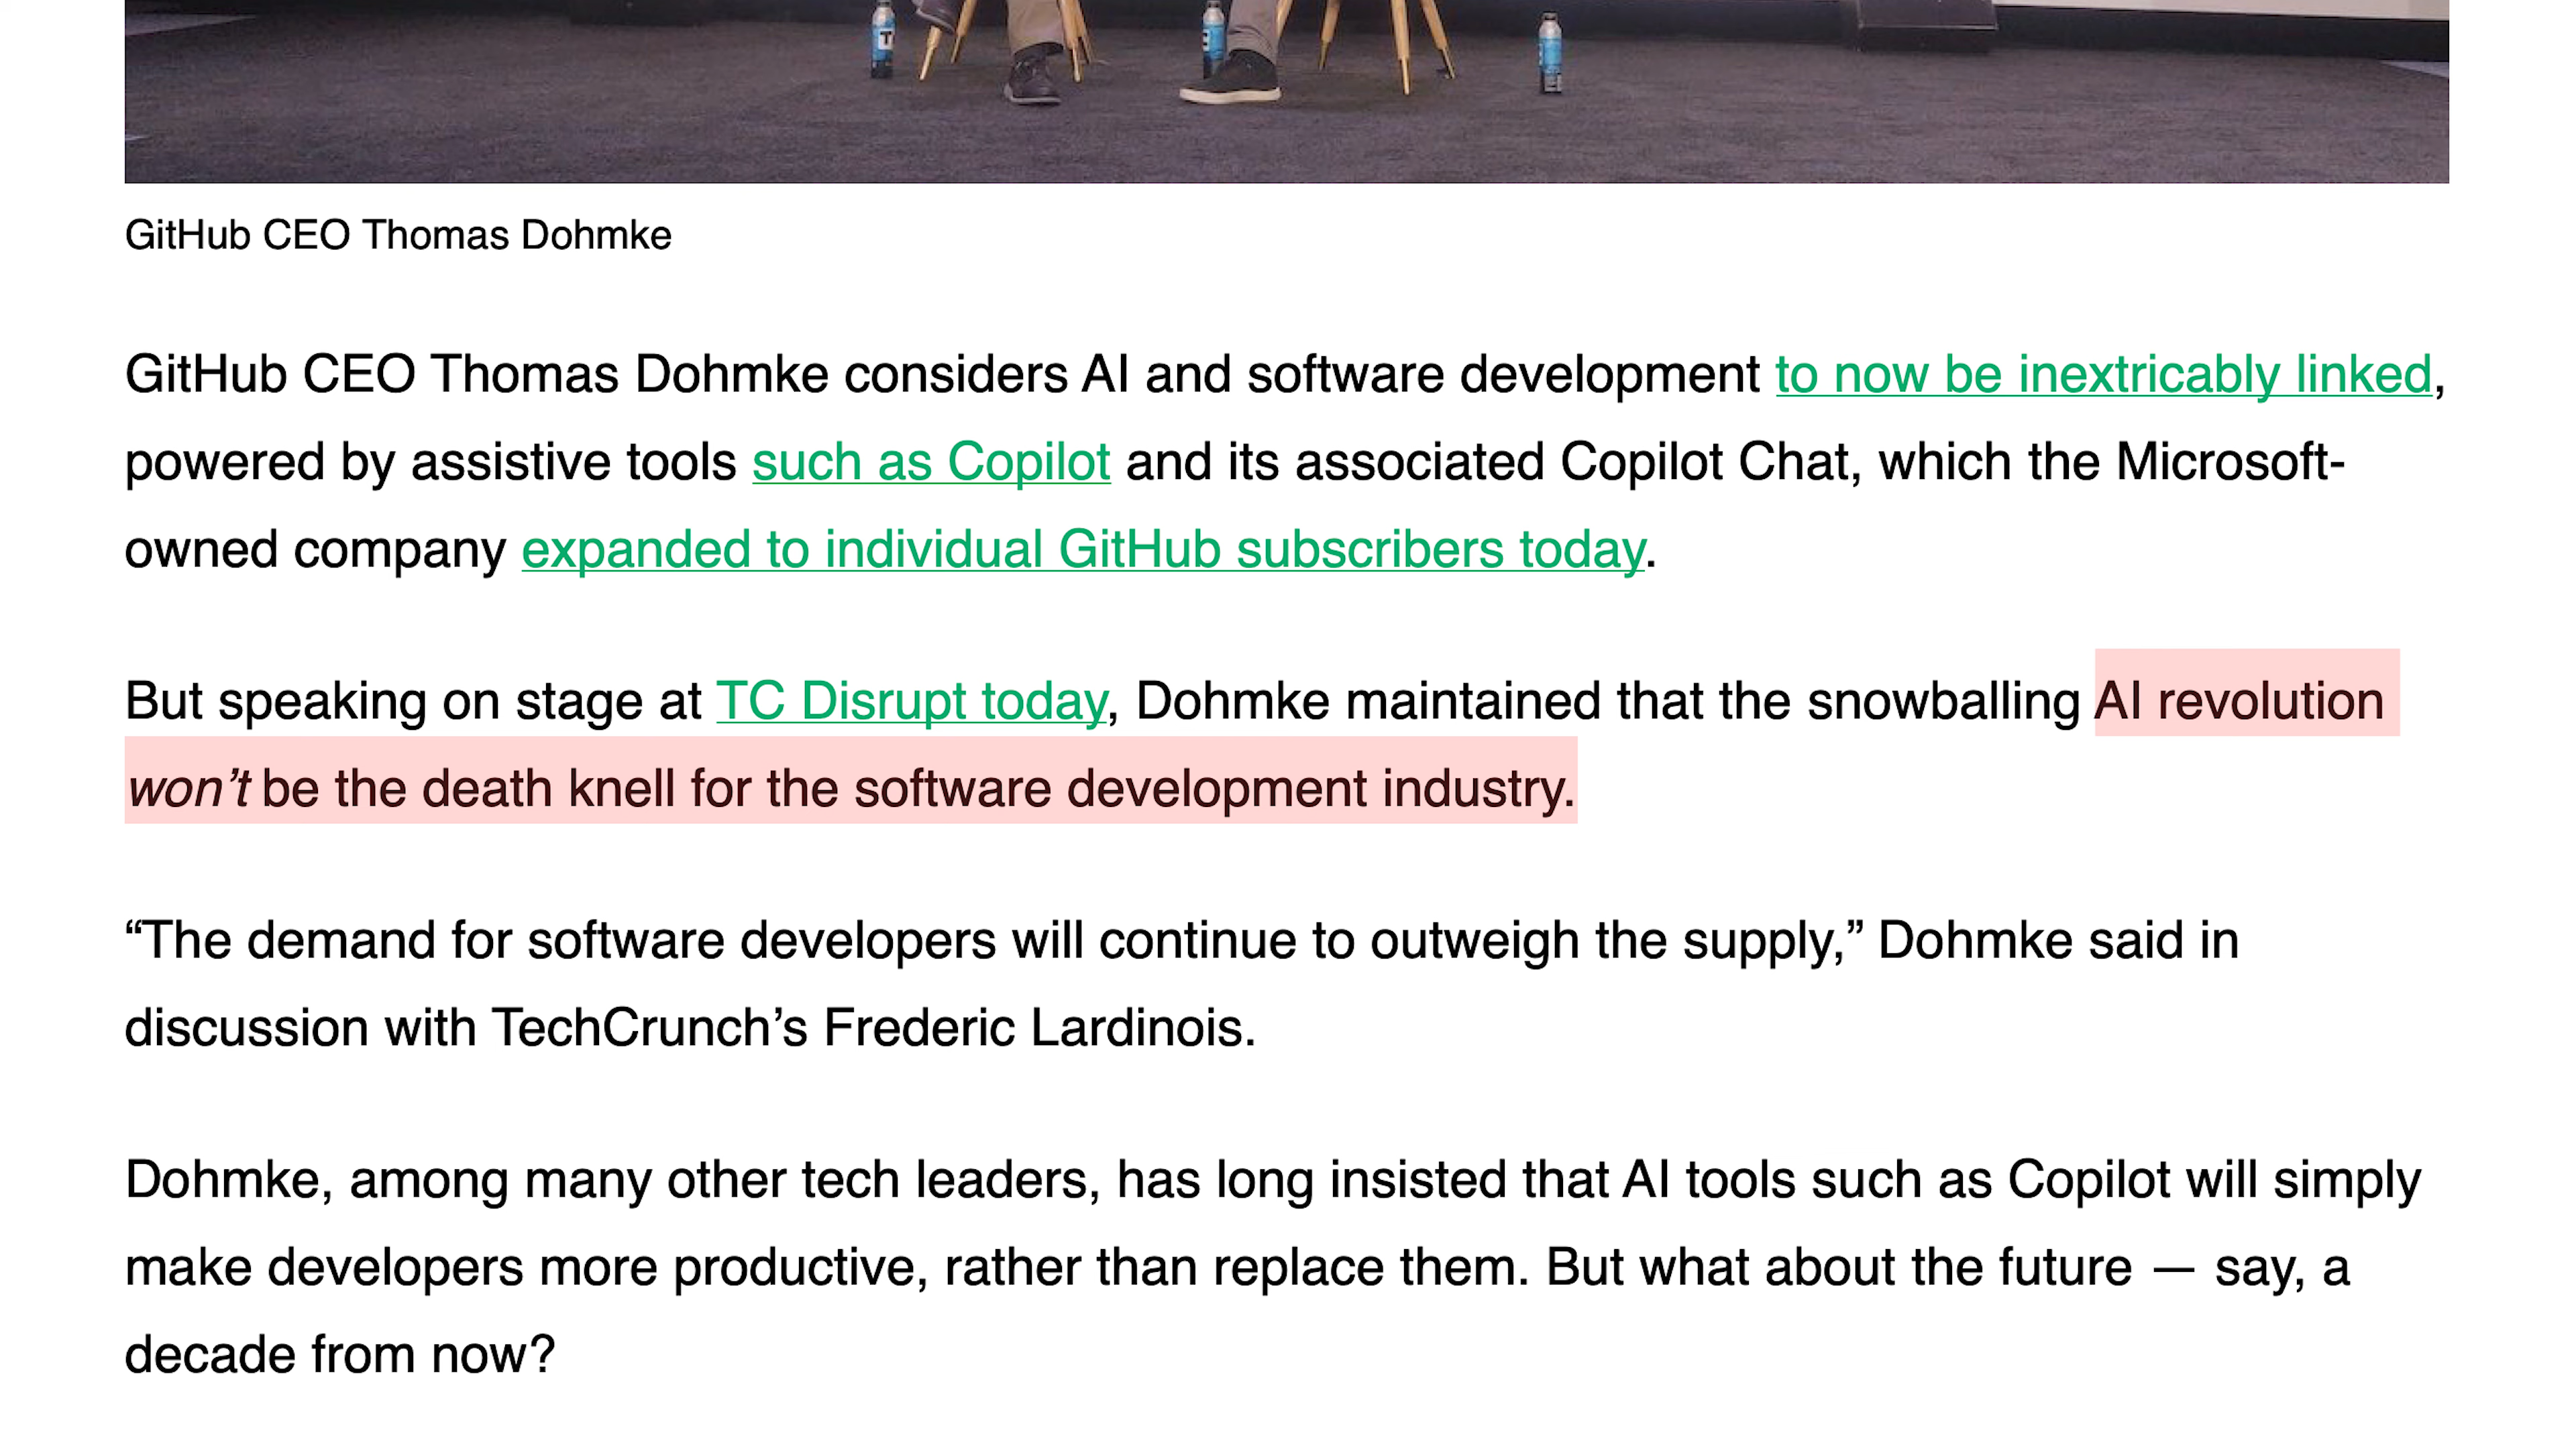 T
GitHub CEO Thomas Dohmke
GitHub CEO Thomas Dohmke considers AI and software development to now be inextricably linked,
powered by assistive tools such as Copilot and its associated Copilot Chat, which the Microsoft-
owned company expanded to individual GitHub subscribers today.
But speaking on stage at TC Disrupt today, Dohmke maintained that the snowballing AI revolution
won’t be the death knell for the software development industry.
“The demand for software developers will continue to outweigh the supply,” Dohmke said in
discussion with TechCrunch’s Frederic Lardinois.
Dohmke, among many other tech leaders, has long insisted that AI tools such as Copilot will simply
make developers more productive, rather than replace them. But what about the future — say, a
decade from now?